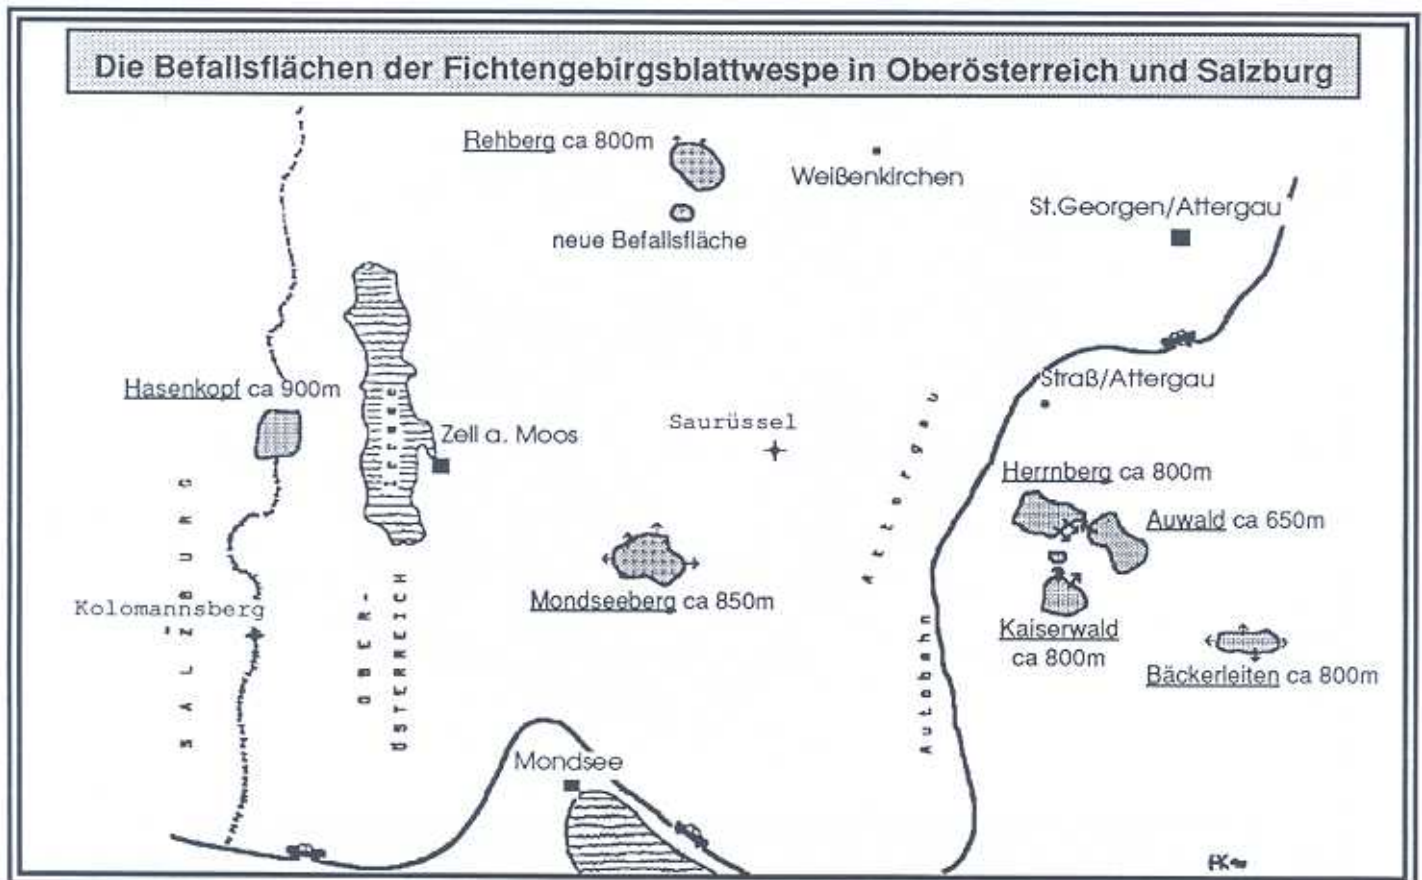 Die Befallsflächen der Fichtengebirgsblattwespe in Oberösterreich und Salzburg
Rehberg ca 800m
Weißenkirchen
St.Georgen/Attergau
neue Befallsfläche
Hasenkopf ca 900m
Straß/Attergau
Irrsee
Zell a. Moos
Saurüssel
Attergau
Herrnberg ca 800m
Auwald ca 650m
SALZBURG
OBER-
ÖSTERREICH
Mondseeberg ca 850m
Kolomannsberg
Kaiserwald
ca 800m
Autobahn
Bäckerleiten ca 800m
Mondsee